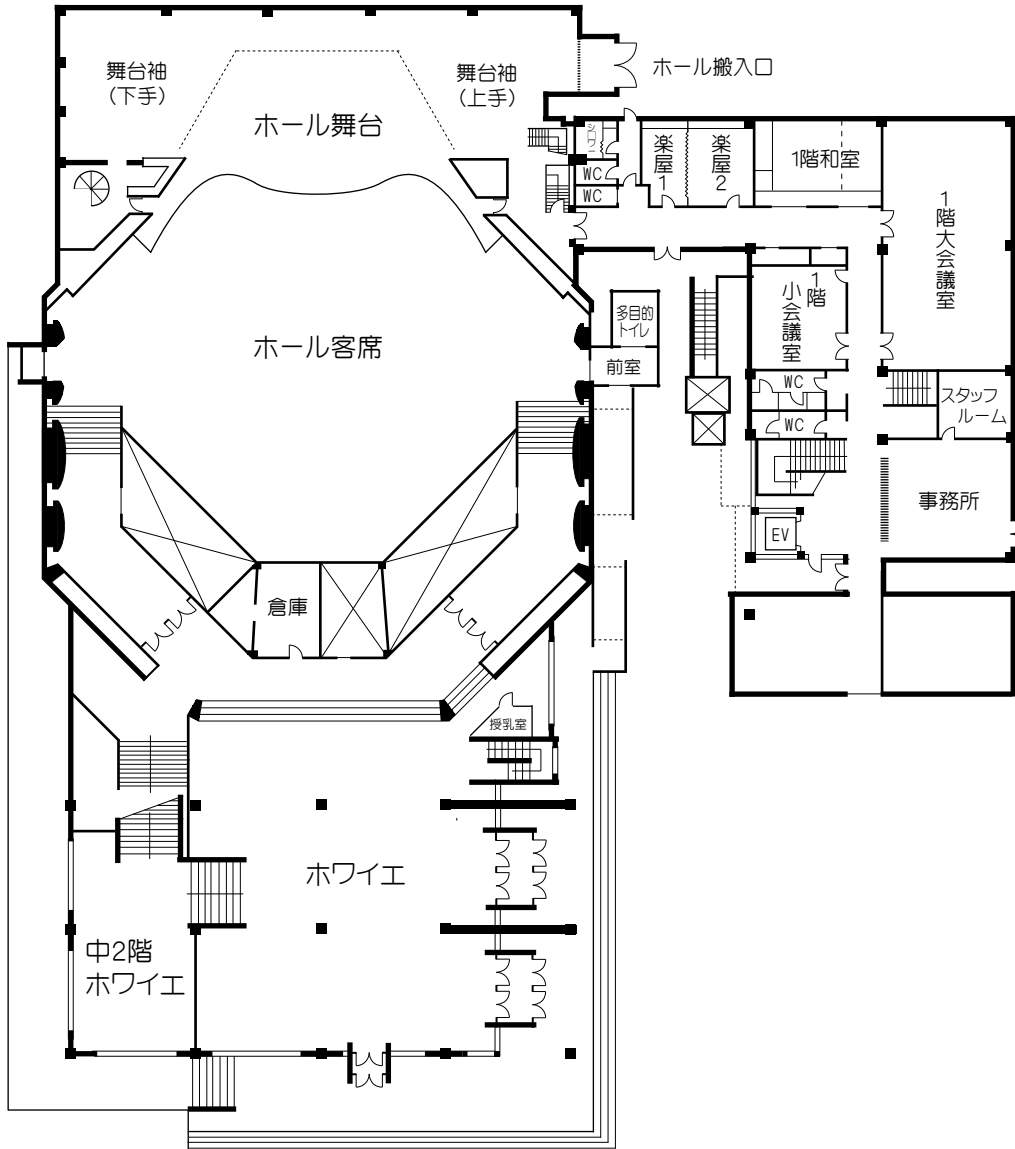 舞台袖
(下手)
舞台袖
(上手)
ホール搬入口
ホール舞台
シャワー
WC
WC
楽屋1
楽屋2
1階和室
1階大会議室
1階
小会議室
多目的
トイレ
前室
ホール客席
WC
WC
スタッフ
ルーム
事務所
EV
倉庫
授乳室
ホワイエ
中2階
ホワイエ